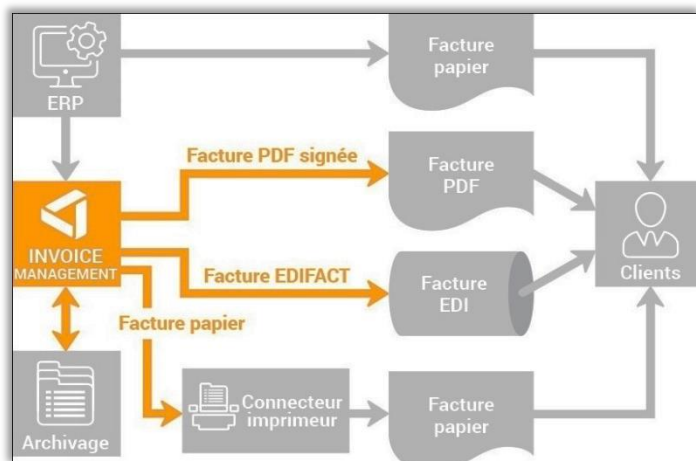 ERP
Facture
papier
Facture PDF signée
Facture
PDF
INVOICE
MANAGEMENT
Facture EDIFACT
Facture
EDI
Clients
Facture papier
Archivage
Connecteur
imprimeur
Facture
papier